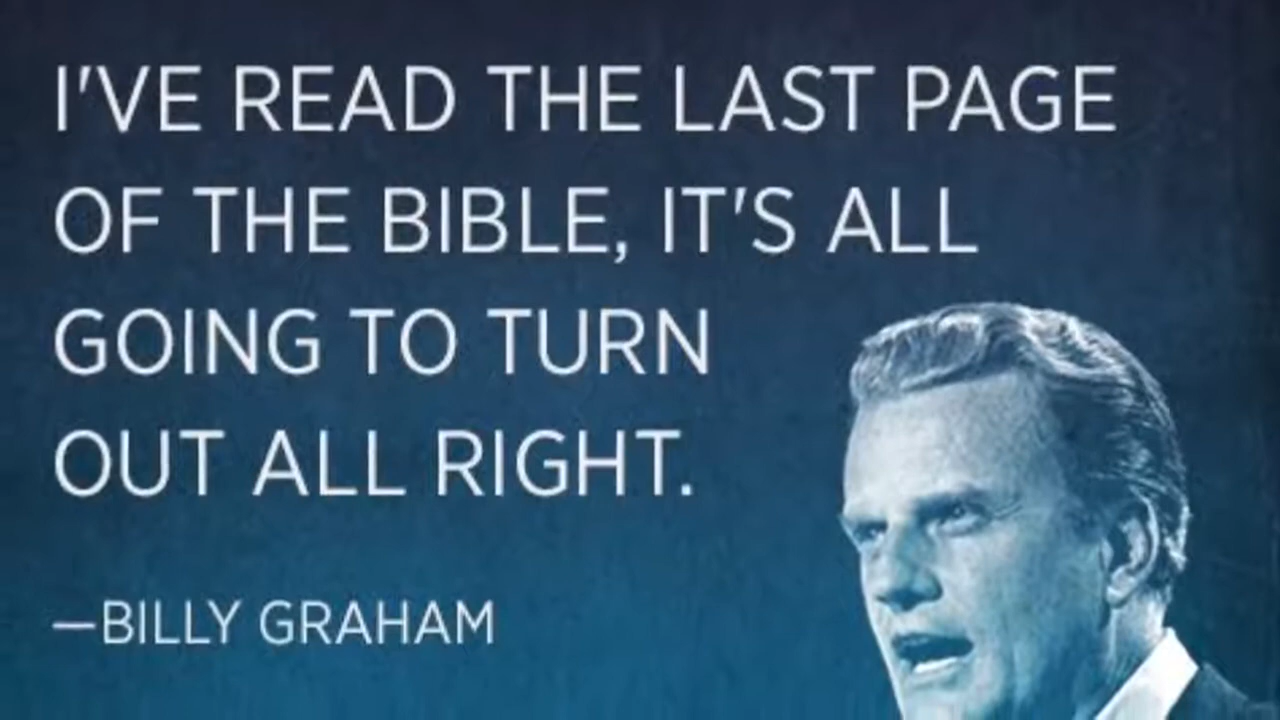 I'VE READ THE LAST PAGE
OF THE BIBLE, IT'S ALL
GOING TO TURN
OUT ALL RIGHT.
—BILLY GRAHAM